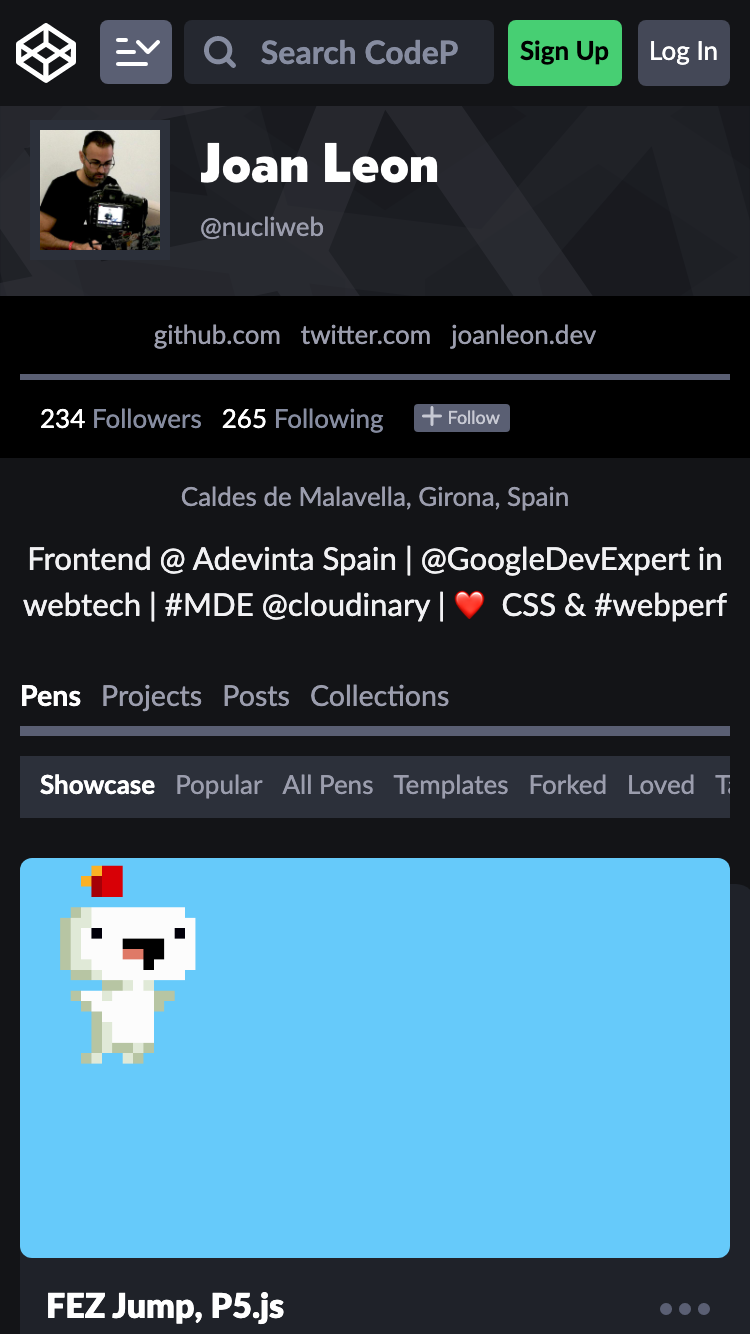 Search CodeP
Sign Up
Log In
Joan Leon
@nucliweb
github.com twitter.com joanleon.dev
234 Followers 265 Following + Follow
Caldes de Malavella, Girona, Spain
Frontend @ Adevinta Spain | @GoogleDevExpert in
webtech | #MDE @cloudinary | ❤️ CSS & #webperf
Pens Projects Posts Collections
Showcase Popular All Pens Templates Forked Loved
FEZ Jump, P5.js